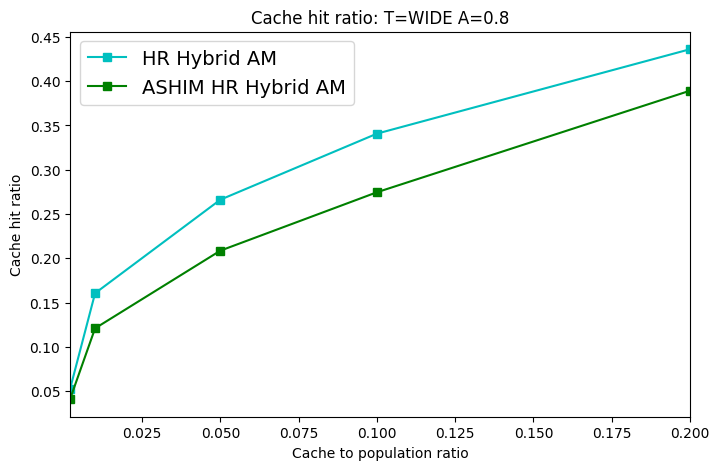 Cache hit ratio: T=WIDE A=0.8
HR Hybrid AM
ASHIM HR Hybrid AM
Cache hit ratio
0.45
0.40
0.35
0.30
0.25
0.20
0.15
0.10
0.05
0.025 0.050 0.075 0.100 0.125 0.150 0.175 0.200
Cache to population ratio